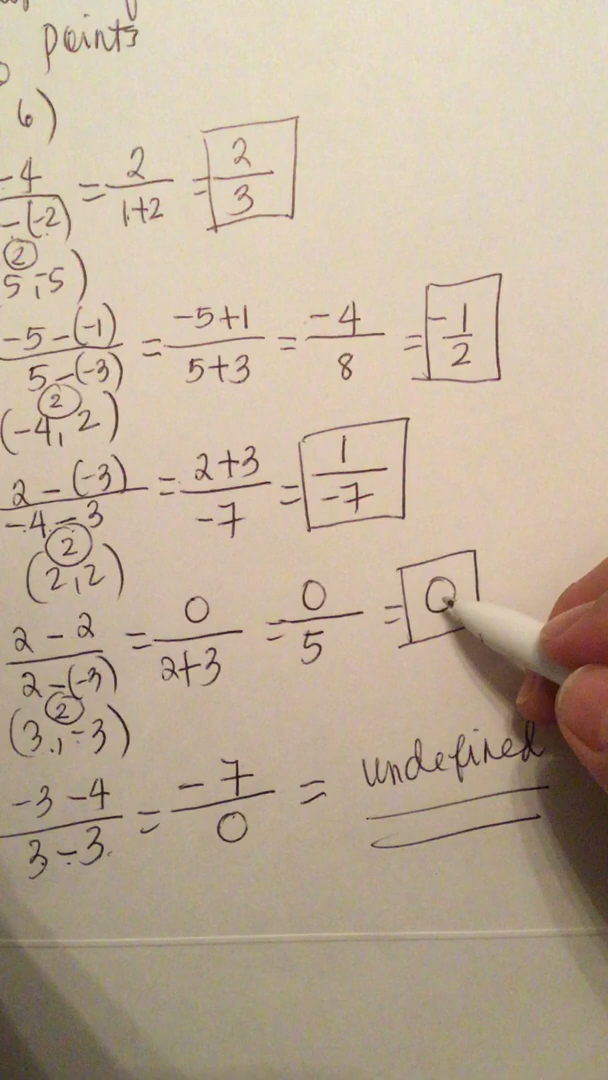 points
6)
-4 / -(-2) = 2 / 1+2 = 2/3
2
5, -5)
-5-(-1) / 5-(-3) = -5+1 / 5+3 = -4 / 8 = -1/2
2
(-4, 2)
2-(-3) / -4-3 = 2+3 / -7 = 1 / -7
2
(2, 2)
2-2 / 2-(-3) = 0 / 2+3 = 0 / 5 = 0
2
(3, -3)
-3-4 / 3-3 = -7 / 0 = undefined